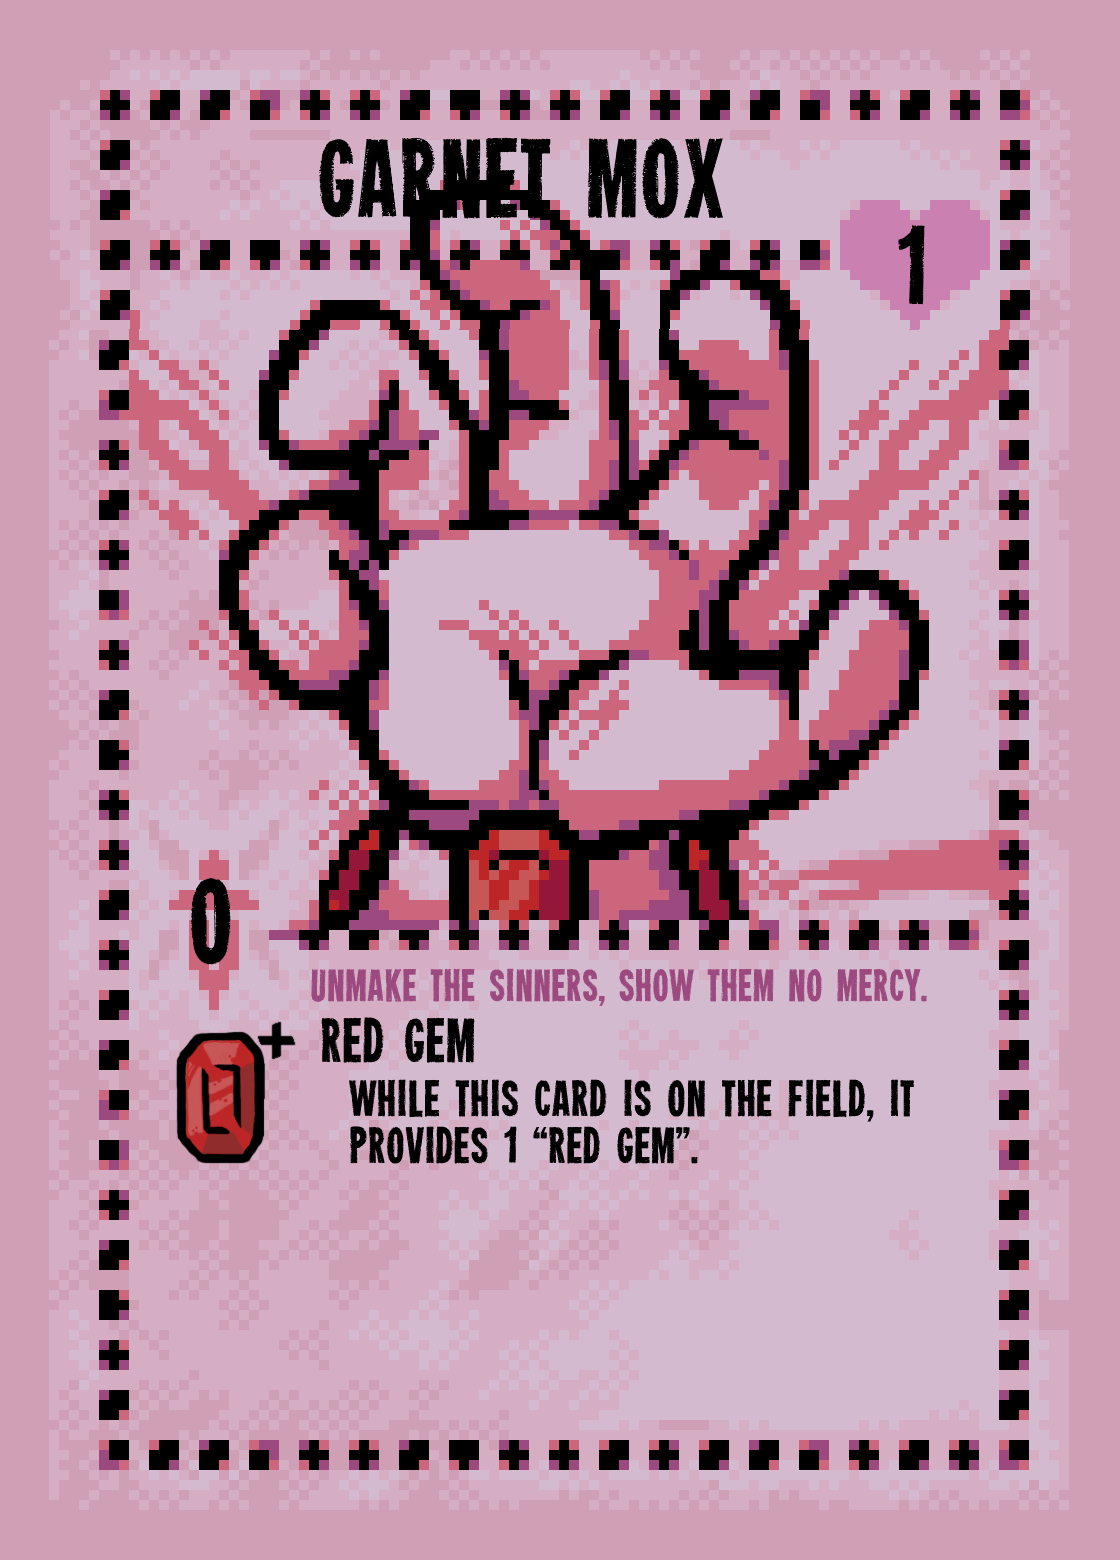 GARNET MOX
1
0
UNMAKE THE SINNERS, SHOW THEM NO MERCY.
+ RED GEM
WHILE THIS CARD IS ON THE FIELD, IT
PROVIDES 1 “RED GEM”.